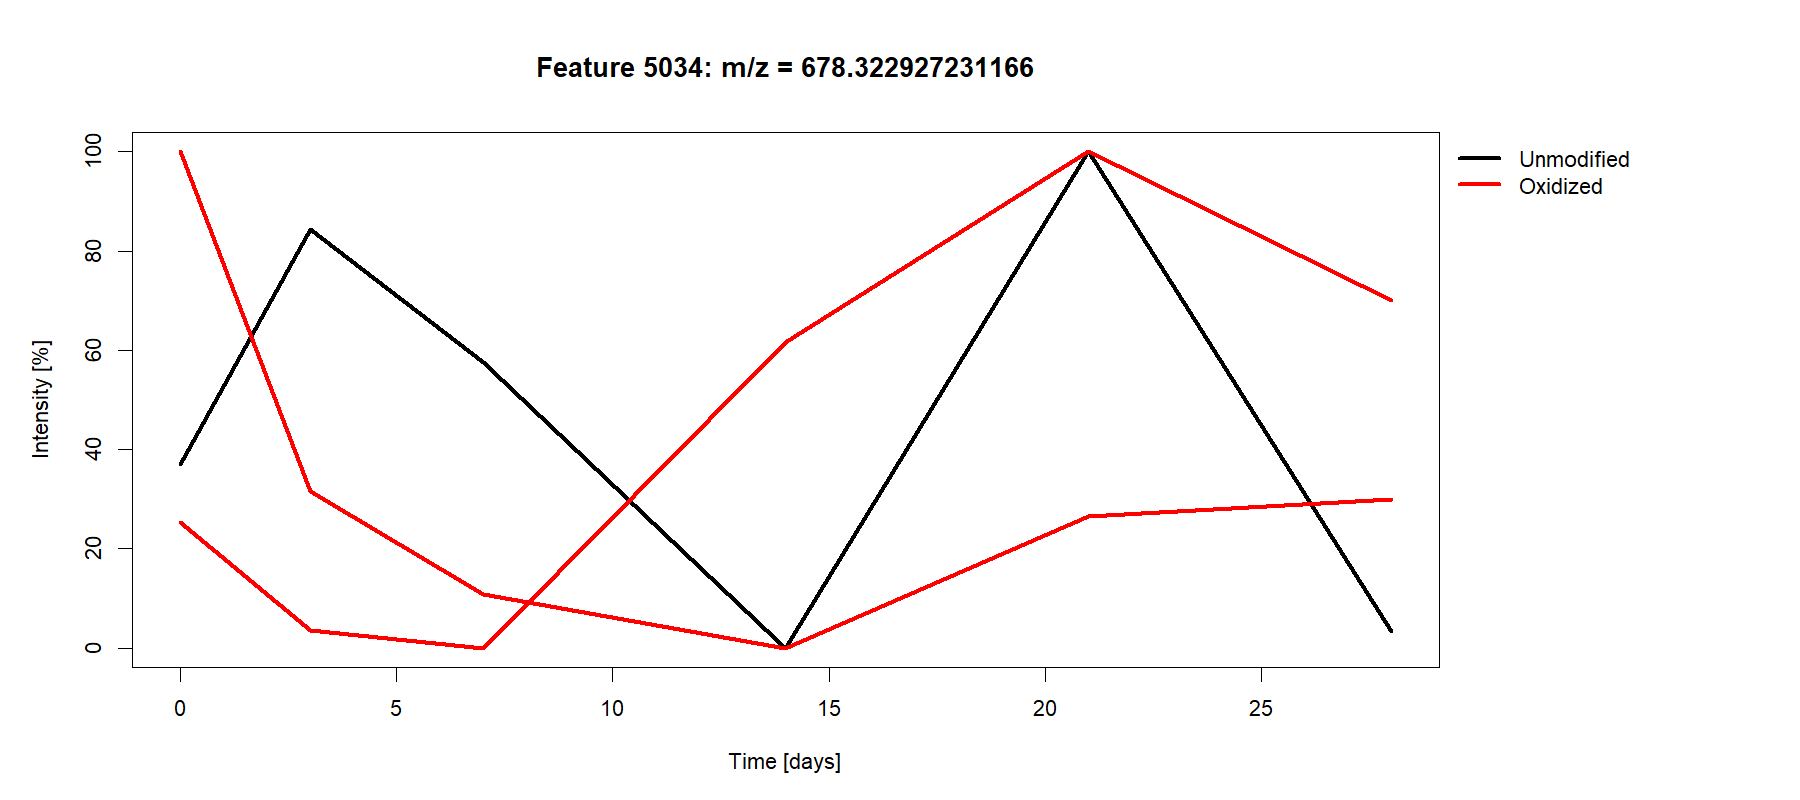 Feature 5034: m/z = 678.322927231166
Unmodified
Oxidized
Intensity [%]
100
80
60
40
20
0
0 5 10 15 20 25
Time [days]